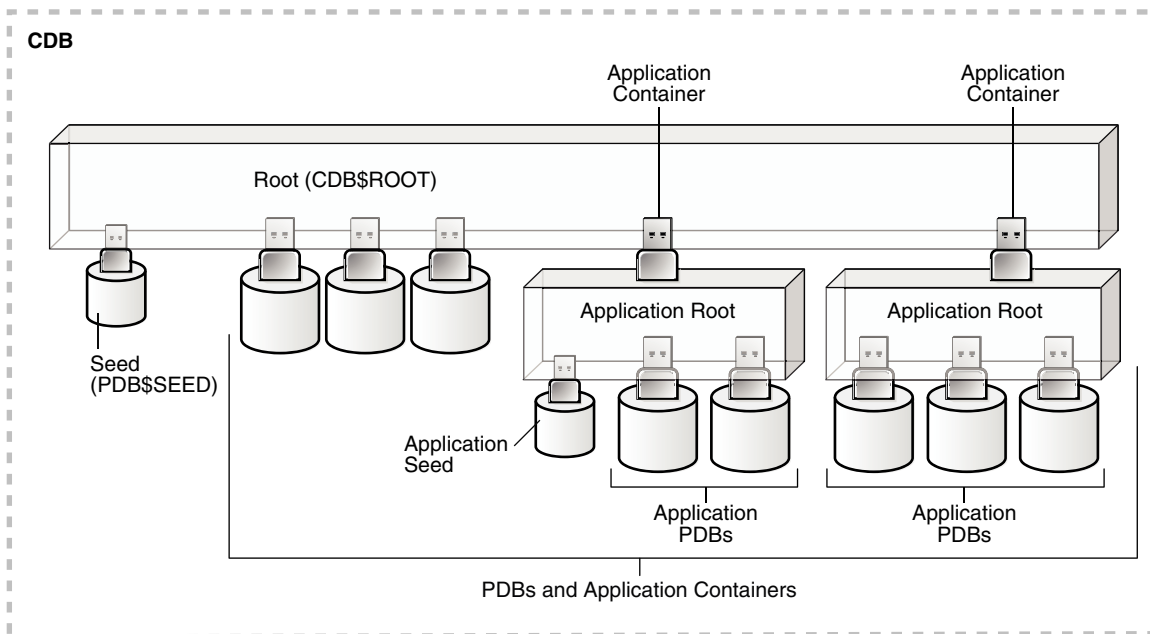 CDB
Application
Container
Application
Container
Root (CDB$ROOT)
Application Root
Application Root
Seed
(PDB$SEED)
Application
Seed
Application
PDBs
Application
PDBs
PDBs and Application Containers